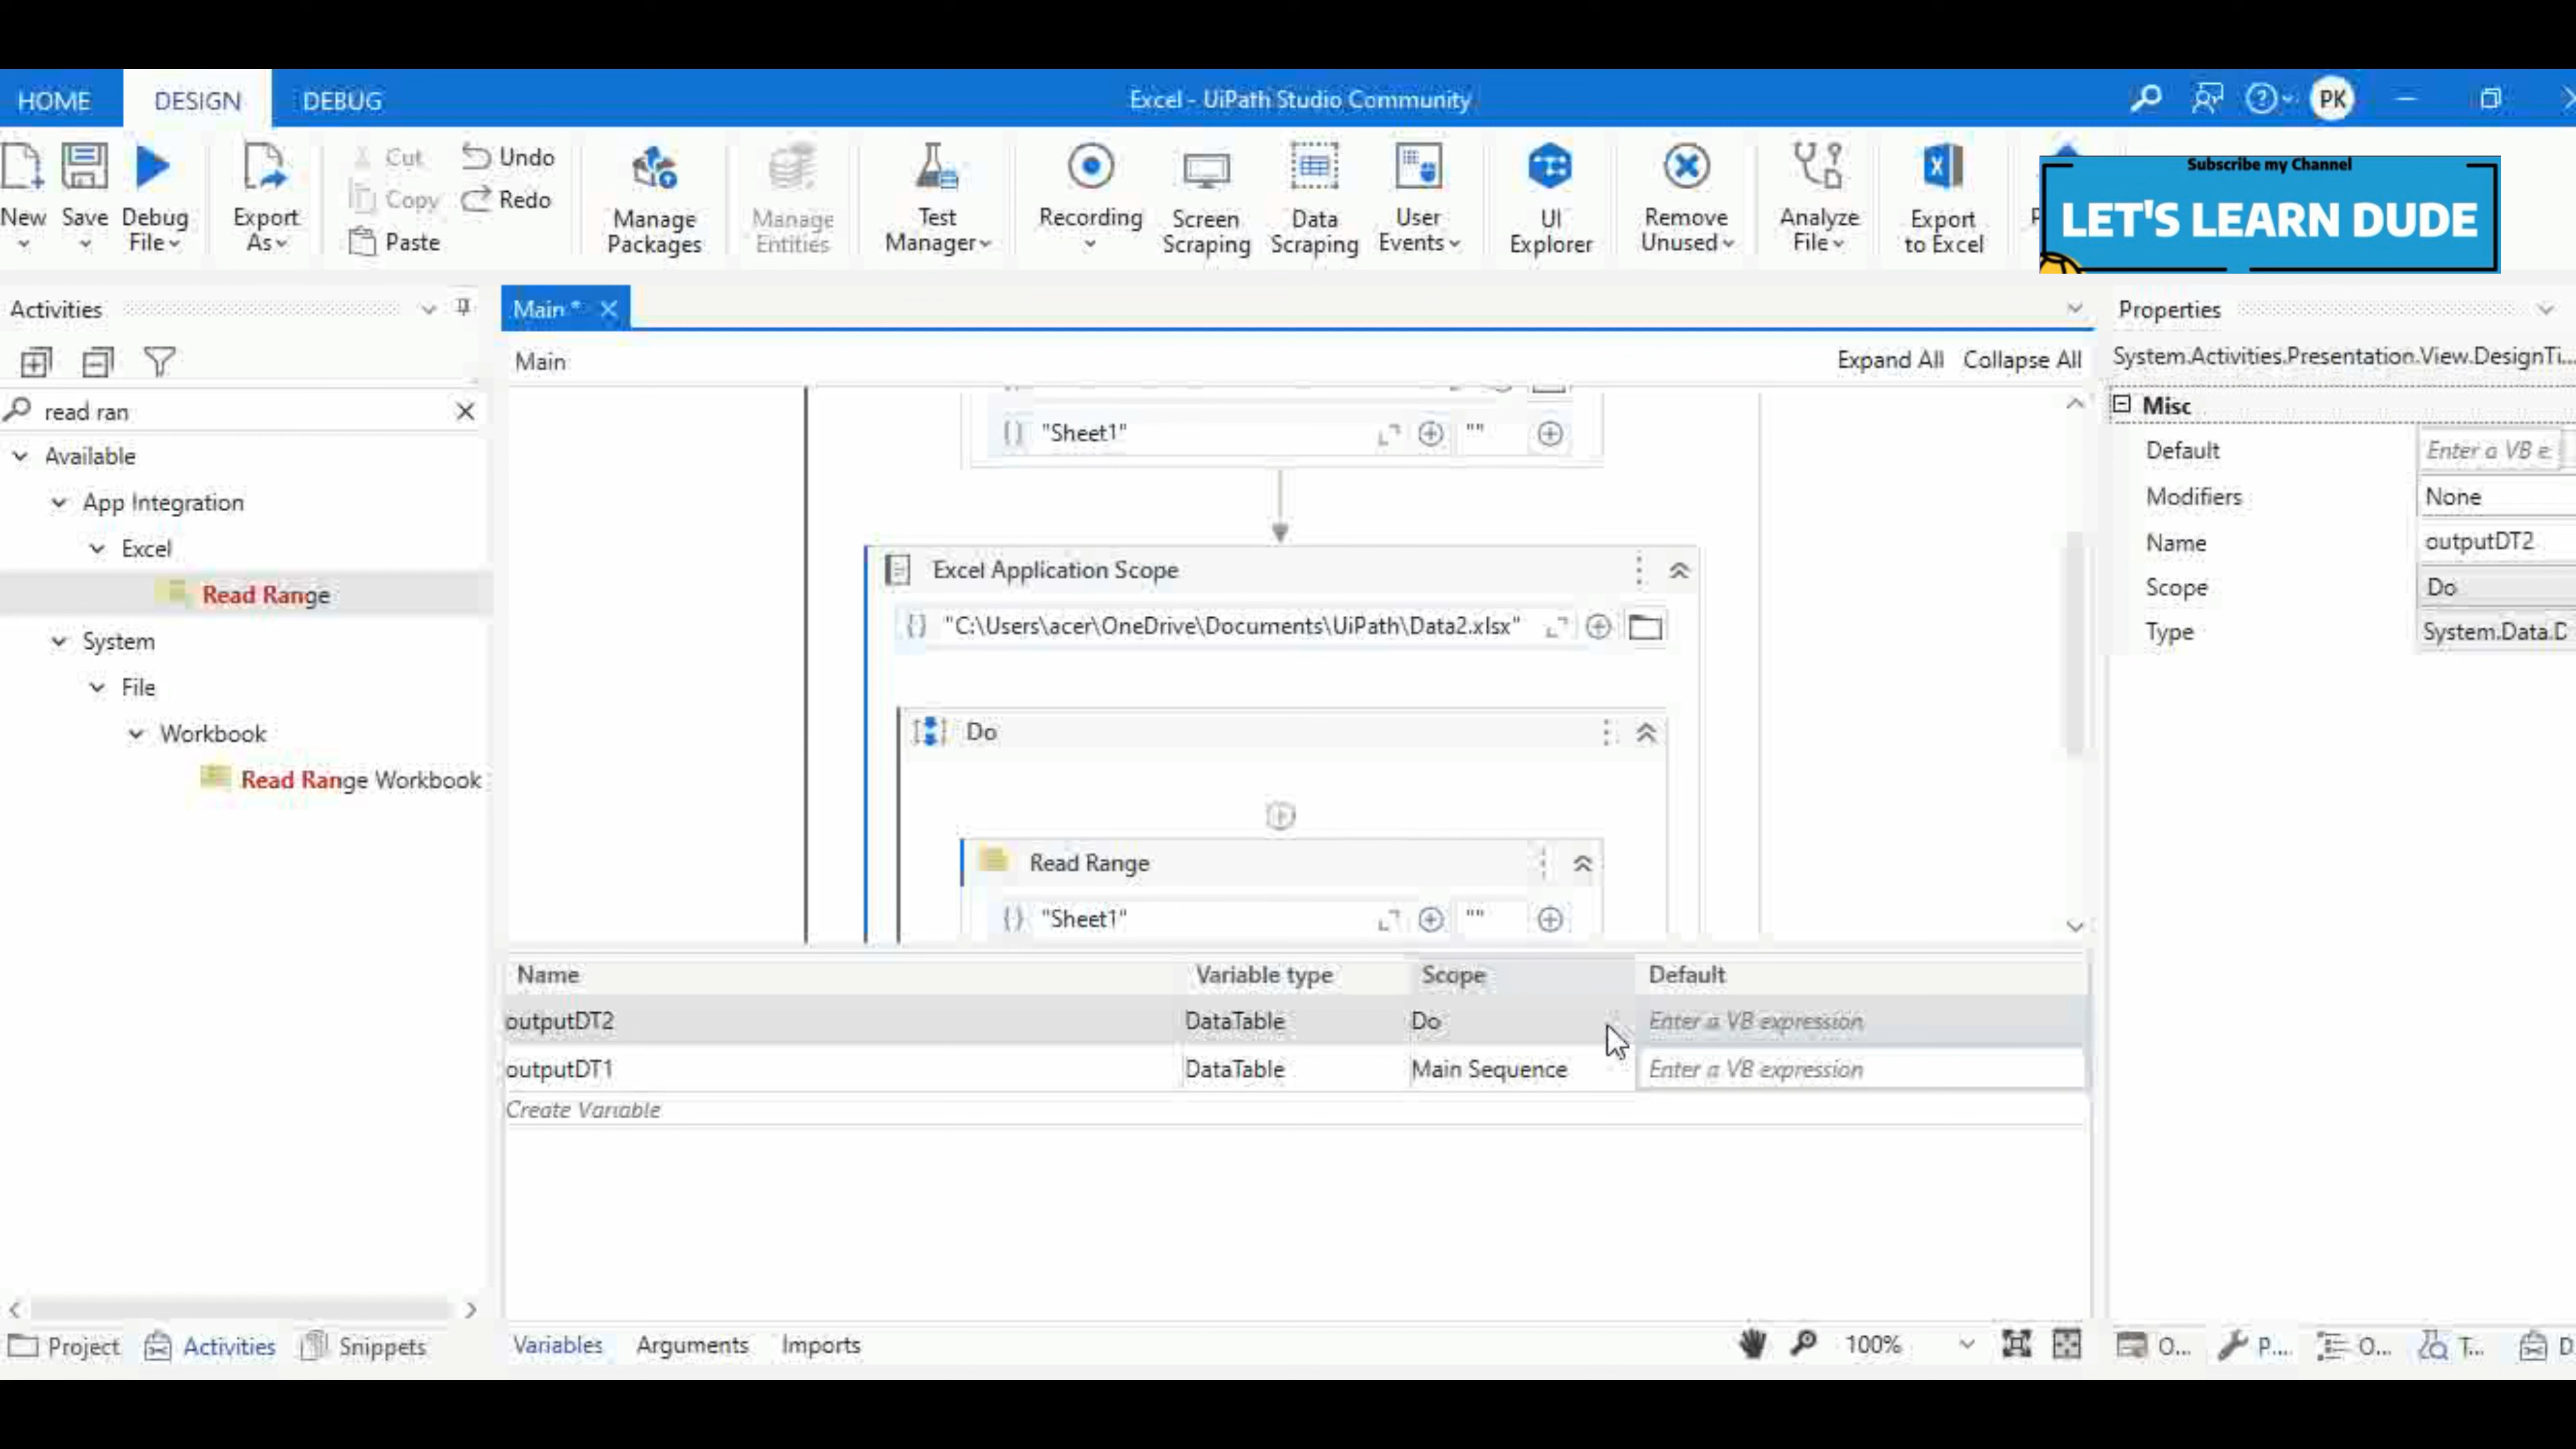 HOME DESIGN DEBUG Excel - UiPath Studio Community PK
New Save Debug File Export As Cut Copy Paste Undo Redo Manage Packages Manage Entities Test Manager Recording Screen Scraping Data Scraping User Events UI Explorer Remove Unused Analyze File Export to Excel
Subscribe my Channel
LET'S LEARN DUDE
Activities
read ran
Available
App Integration
Excel
Read Range
System
File
Workbook
Read Range Workbook
Main *
Main Expand All Collapse All
"Sheet1" ""
Excel Application Scope
"C:\Users\acer\OneDrive\Documents\UiPath\Data2.xlsx"
Do
Read Range
"Sheet1" ""
Name Variable type Scope Default
outputDT2 DataTable Do Enter a VB expression
outputDT1 DataTable Main Sequence Enter a VB expression
Create Variable
Properties
System.Activities.Presentation.View.DesignTi...
Misc
Default Enter a VB e
Modifiers None
Name outputDT2
Scope Do
Type System.Data.D
Project Activities Snippets
Variables Arguments Imports 100%
O... P... O... T... D